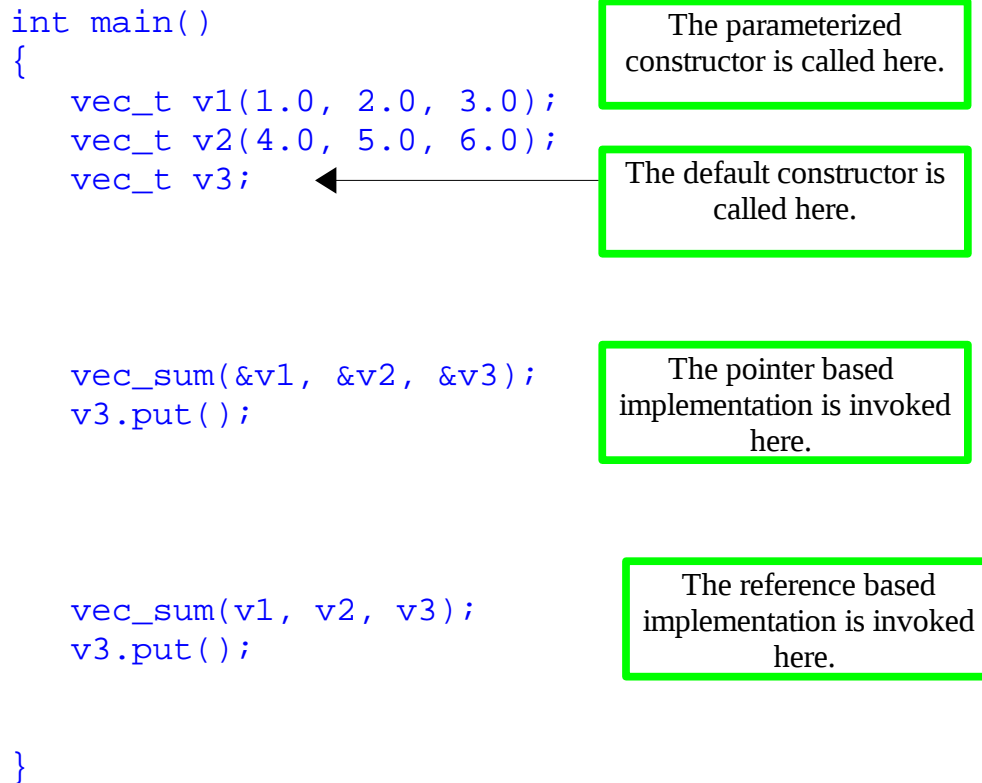 int main()
{
vec_t v1(1.0, 2.0, 3.0);
vec_t v2(4.0, 5.0, 6.0);
vec_t v3;
The parameterized
constructor is called here.
The default constructor is
called here.
vec_sum(&v1, &v2, &v3);
v3.put();
The pointer based
implementation is invoked
here.
vec_sum(v1, v2, v3);
v3.put();
The reference based
implementation is invoked
here.
}